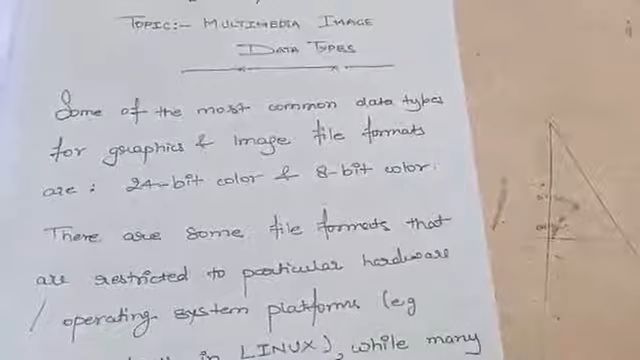 TOPIC:- MULTIMEDIA IMAGE
DATA TYPES
Some of the most common data types
for graphics & Image file formats
are: 24-bit color & 8-bit color.
There are some file formats that
are restricted to particular hardware
/ operating system platforms (e.g
in LINUX), while many